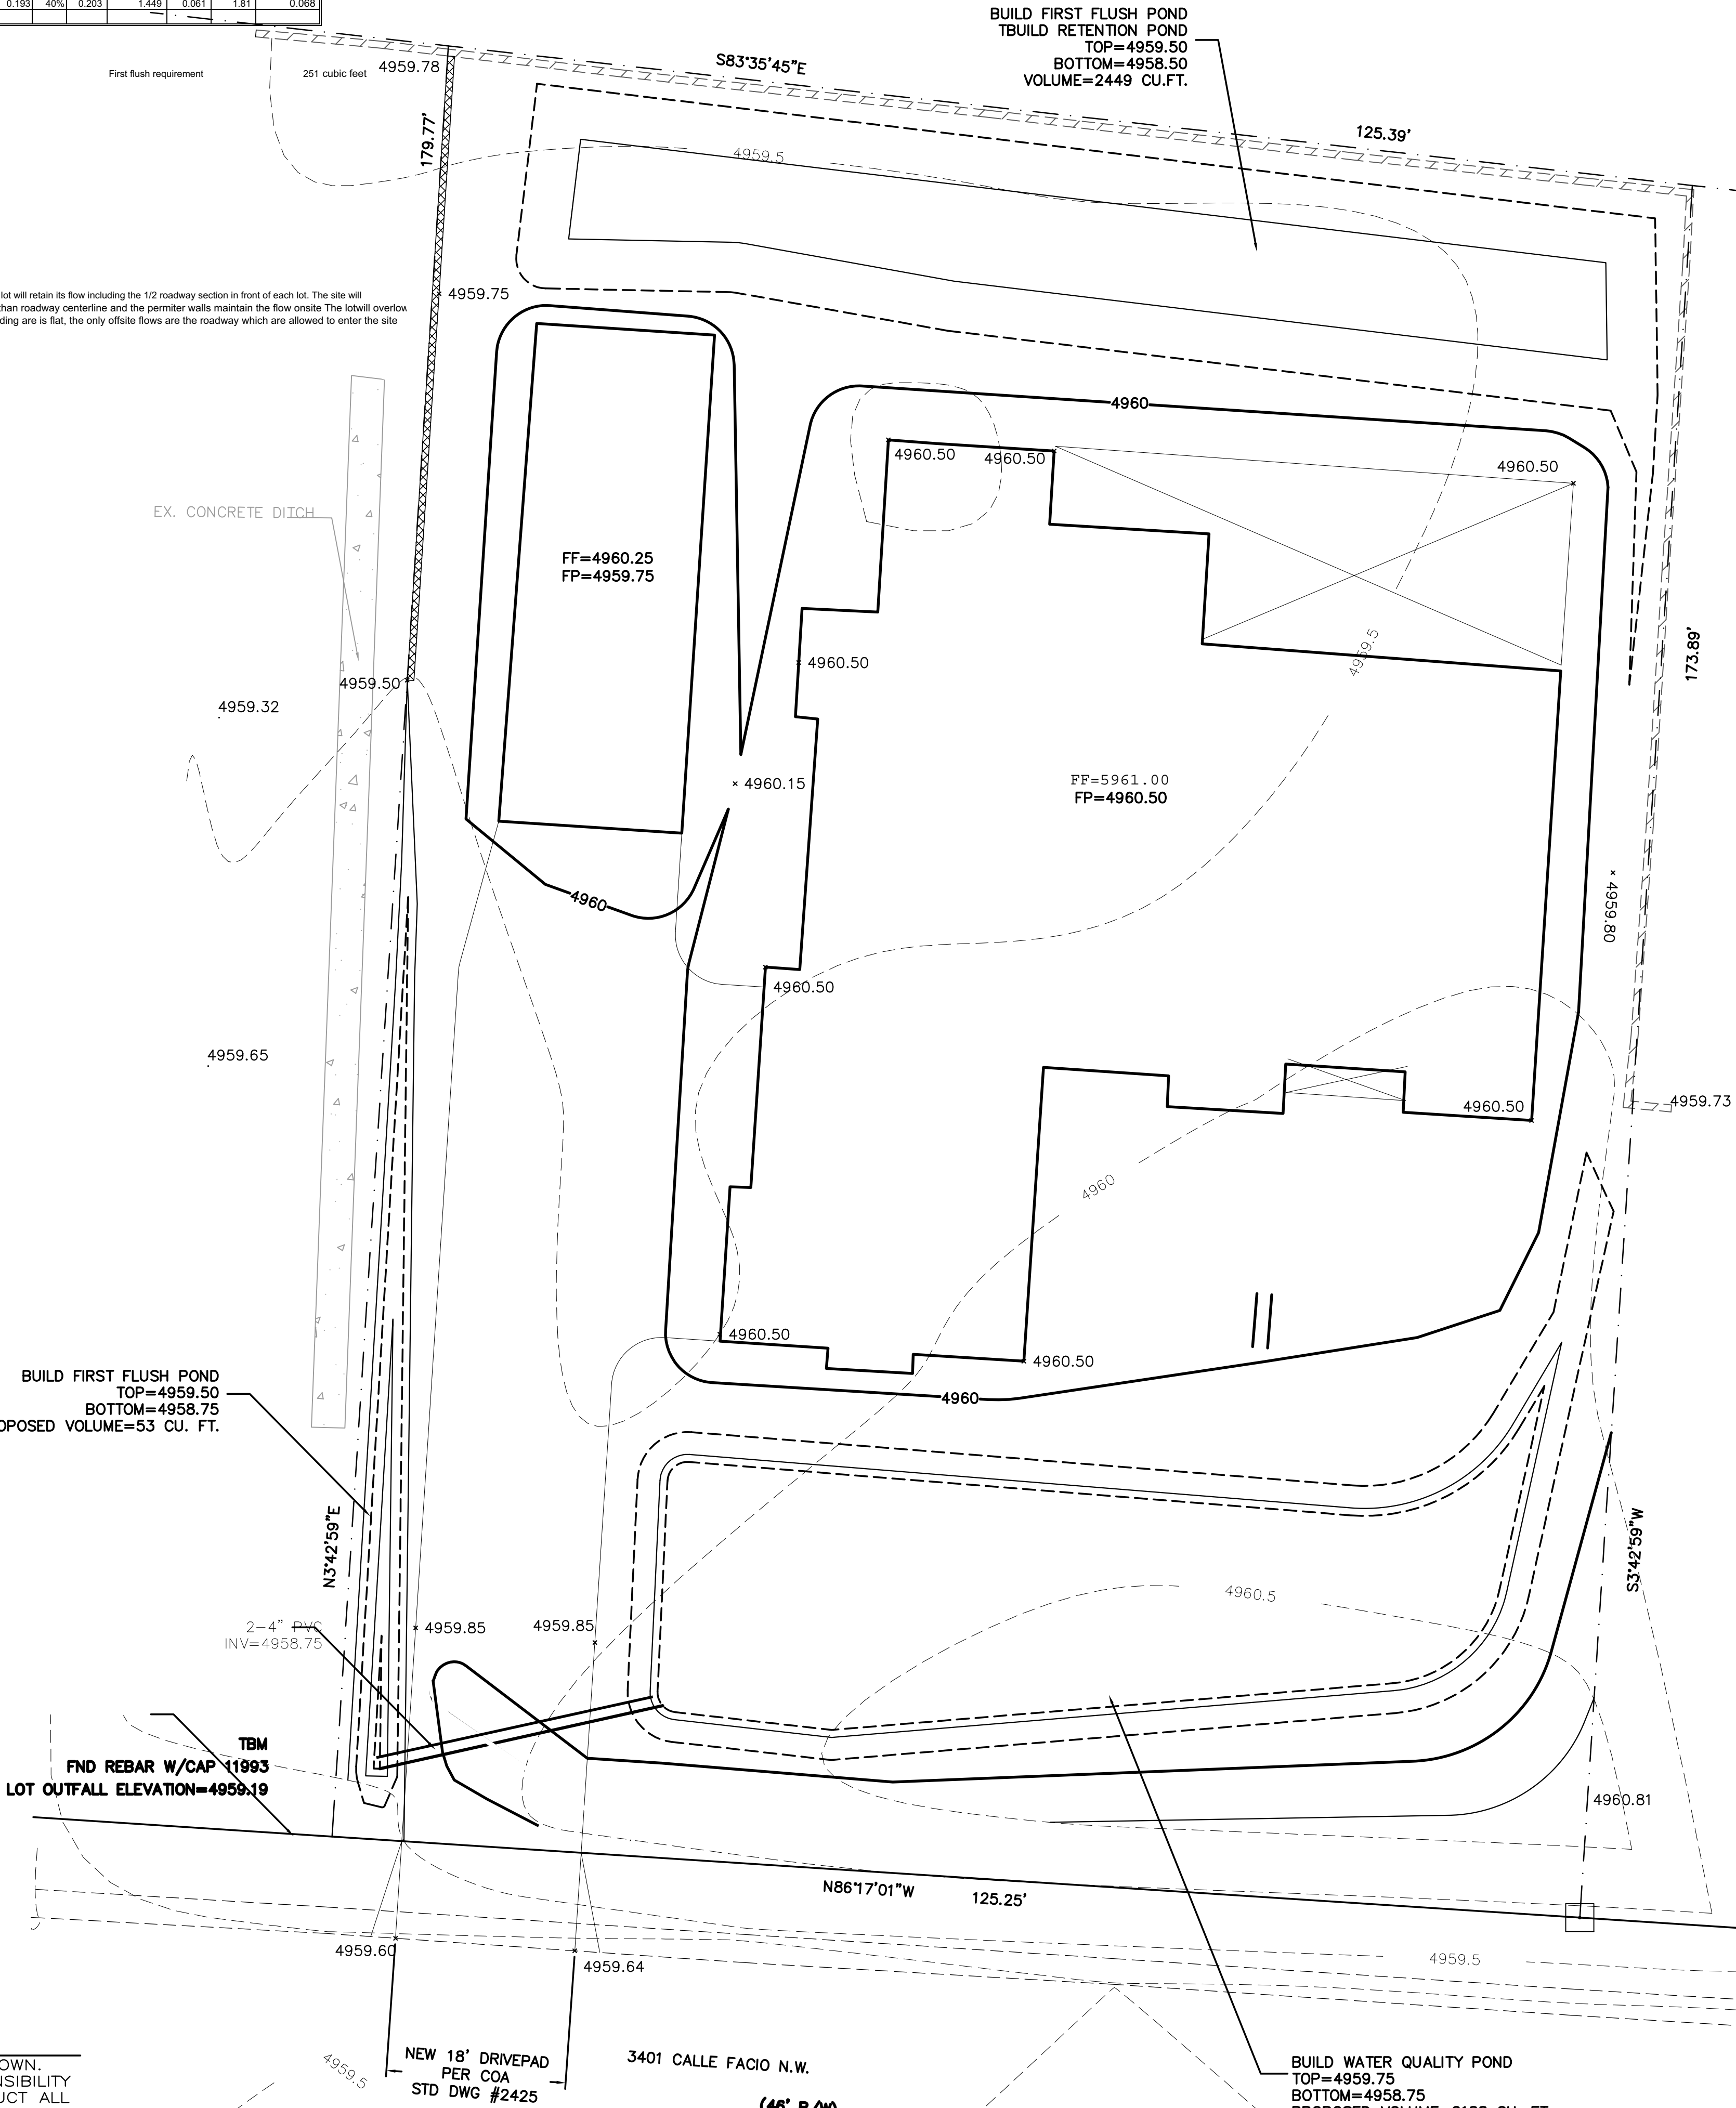 0.193 40% 0.203 1.449 0.061 1.81 0.068
First flush requirement 251 cubic feet
4959.78
BUILD FIRST FLUSH POND
TBUILD RETENTION POND
TOP=4959.50
BOTTOM=4958.50
VOLUME=2449 CU.FT.
S83°35'45"E
125.39'
179.77'
4959.5
4959.75
lot will retain its flow including the 1/2 roadway section in front of each lot. The site will
than roadway centerline and the permiter walls maintain the flow onsite The lotwill overlow
ding are is flat, the only offsite flows are the roadway which are allowed to enter the site
4960
4960.50
4960.50
4960.50
EX. CONCRETE DITCH
FF=4960.25
FP=4959.75
4959.5
173.89'
4960.50
4959.50
4959.32
4960.15
FF=5961.00
FP=4960.50
4960
4959.80
4960.50
4959.65
4960.50
4959.73
4960
4960.50
4960.50
4960
BUILD FIRST FLUSH POND
TOP=4959.50
BOTTOM=4958.75
OPOSED VOLUME=53 CU. FT.
N3°42'59"E
S3°42'59"W
4960.5
2-4" PVC
INV=4958.75
4959.85
4959.85
TBM
FND REBAR W/CAP 11993
LOT OUTFALL ELEVATION=4959.19
4960.81
N86°17'01"W 125.25'
4959.60
4959.64
4959.5
OWN.
NSIBILITY
UCT ALL
4959.5
NEW 18' DRIVEPAD
PER COA
STD DWG #2425
3401 CALLE FACIO N.W.
(46' R/W)
BUILD WATER QUALITY POND
TOP=4959.75
BOTTOM=4958.75